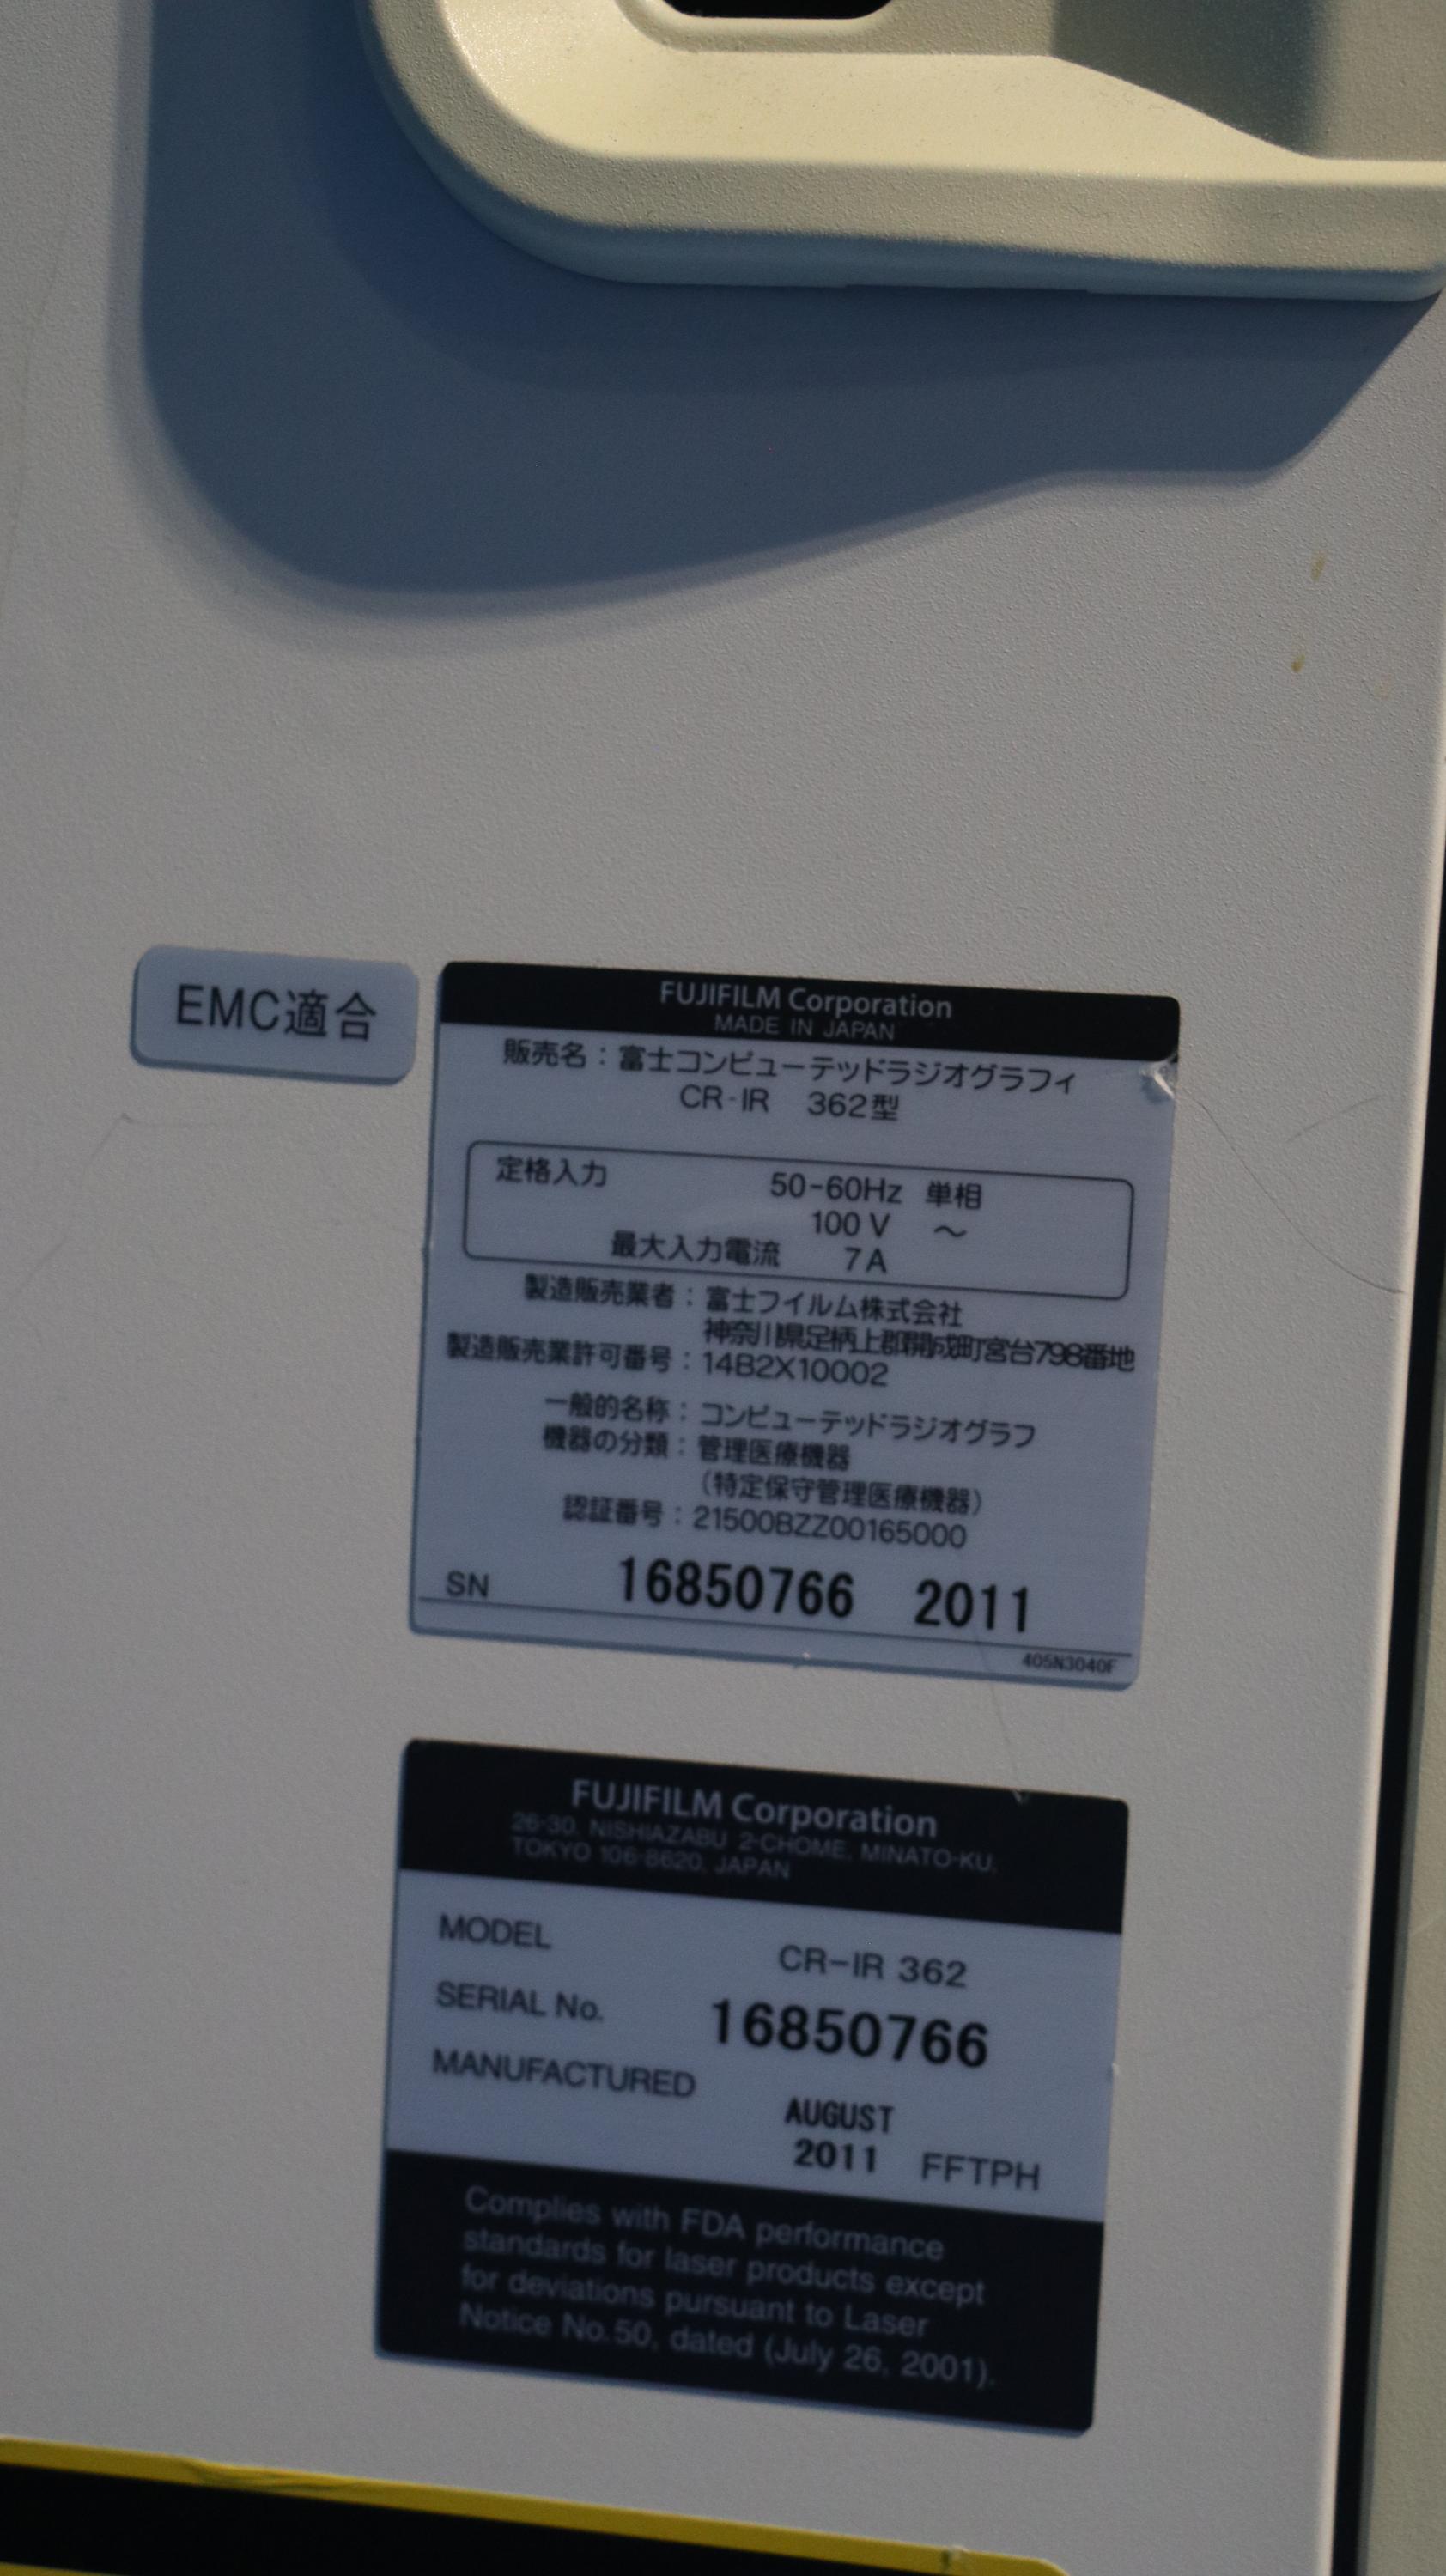 EMC適合
FUJIFILM Corporation
MADE IN JAPAN
販売名：富士コンピューテッドラジオグラフィ
CR-IR 362型
定格入力 50-60Hz 単相
100 V ～
最大入力電流 7 A
製造販売業者：富士フイルム株式会社
神奈川県足柄上郡開成町宮台798番地
製造販売業許可番号：14B2X10002
一般的名称：コンピューテッドラジオグラフ
機器の分類：管理医療機器
（特定保守管理医療機器）
認証番号：21500BZZ00165000
SN 16850766 2011
405N3040F
FUJIFILM Corporation
26-30, NISHIAZABU 2-CHOME, MINATO-KU,
TOKYO 106-8620, JAPAN
MODEL CR-IR 362
SERIAL No. 16850766
MANUFACTURED
AUGUST
2011 FFTPH
Complies with FDA performance
standards for laser products except
for deviations pursuant to Laser
Notice No.50, dated (July 26, 2001).